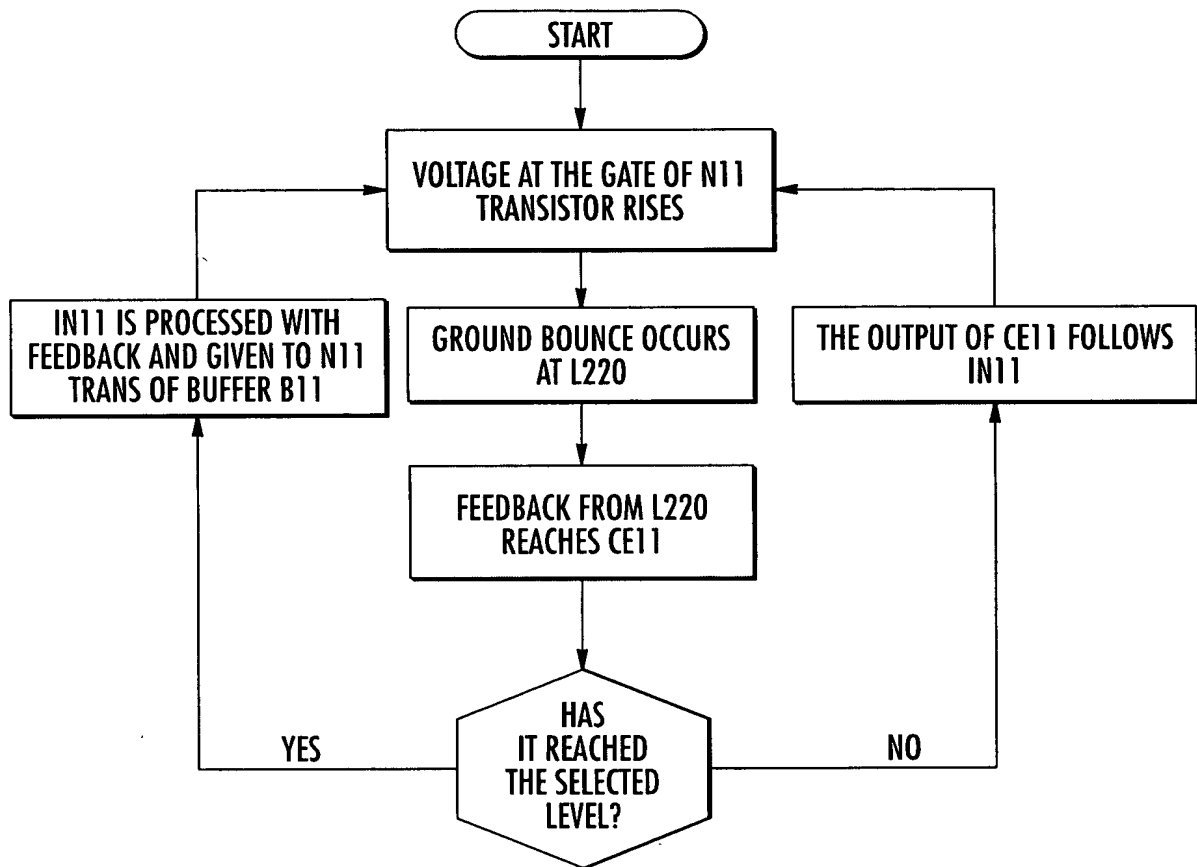 START
VOLTAGE AT THE GATE OF N11
TRANSISTOR RISES
IN11 IS PROCESSED WITH
FEEDBACK AND GIVEN TO N11
TRANS OF BUFFER B11
GROUND BOUNCE OCCURS
AT L220
THE OUTPUT OF CE11 FOLLOWS
IN11
FEEDBACK FROM L220
REACHES CE11
HAS
IT REACHED
THE SELECTED
LEVEL?
YES
NO